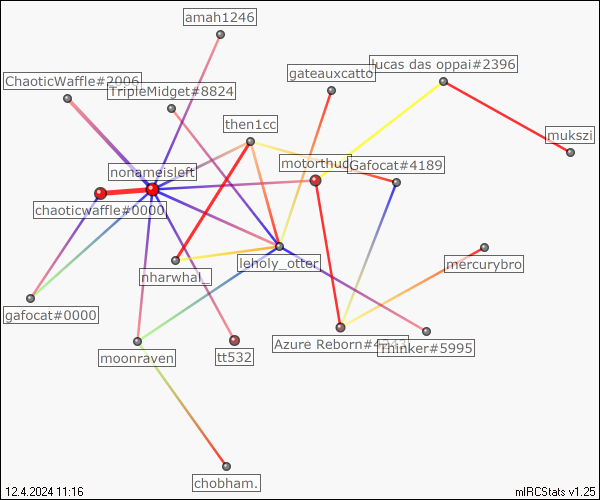 amah1246
lucas das oppai#2396
gateauxcatto
ChaoticWaffle#2006
TripleMidget#8824
then1cc
mukszi
motorthud
Gafocat#4189
nonameisleft
chaoticwaffle#0000
leholy_otter
mercurybro
nharwhal_
gafocat#0000
Azure Reborn#4
Thinker#5995
moonraven
tt532
chobham.
12.4.2024 11:16
mIRCStats v1.25